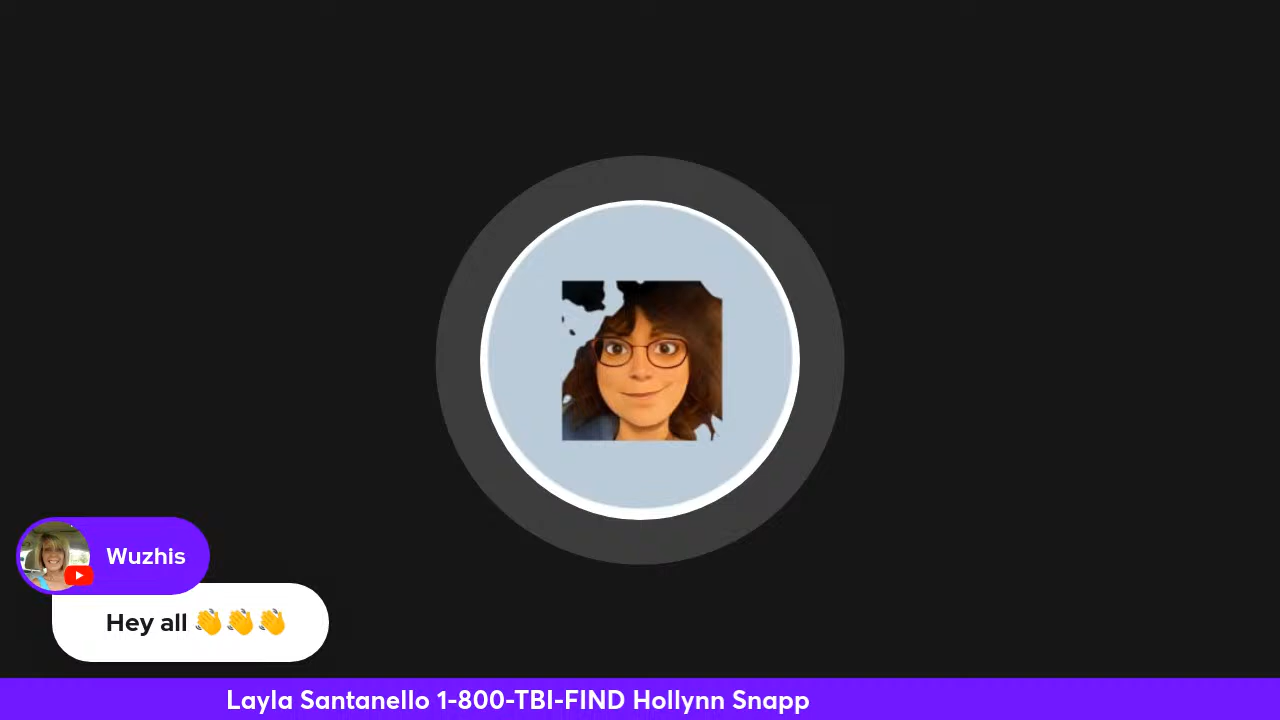 Wuzhis
Hey all 👋👋👋
Layla Santanello 1-800-TBI-FIND Hollynn Snapp